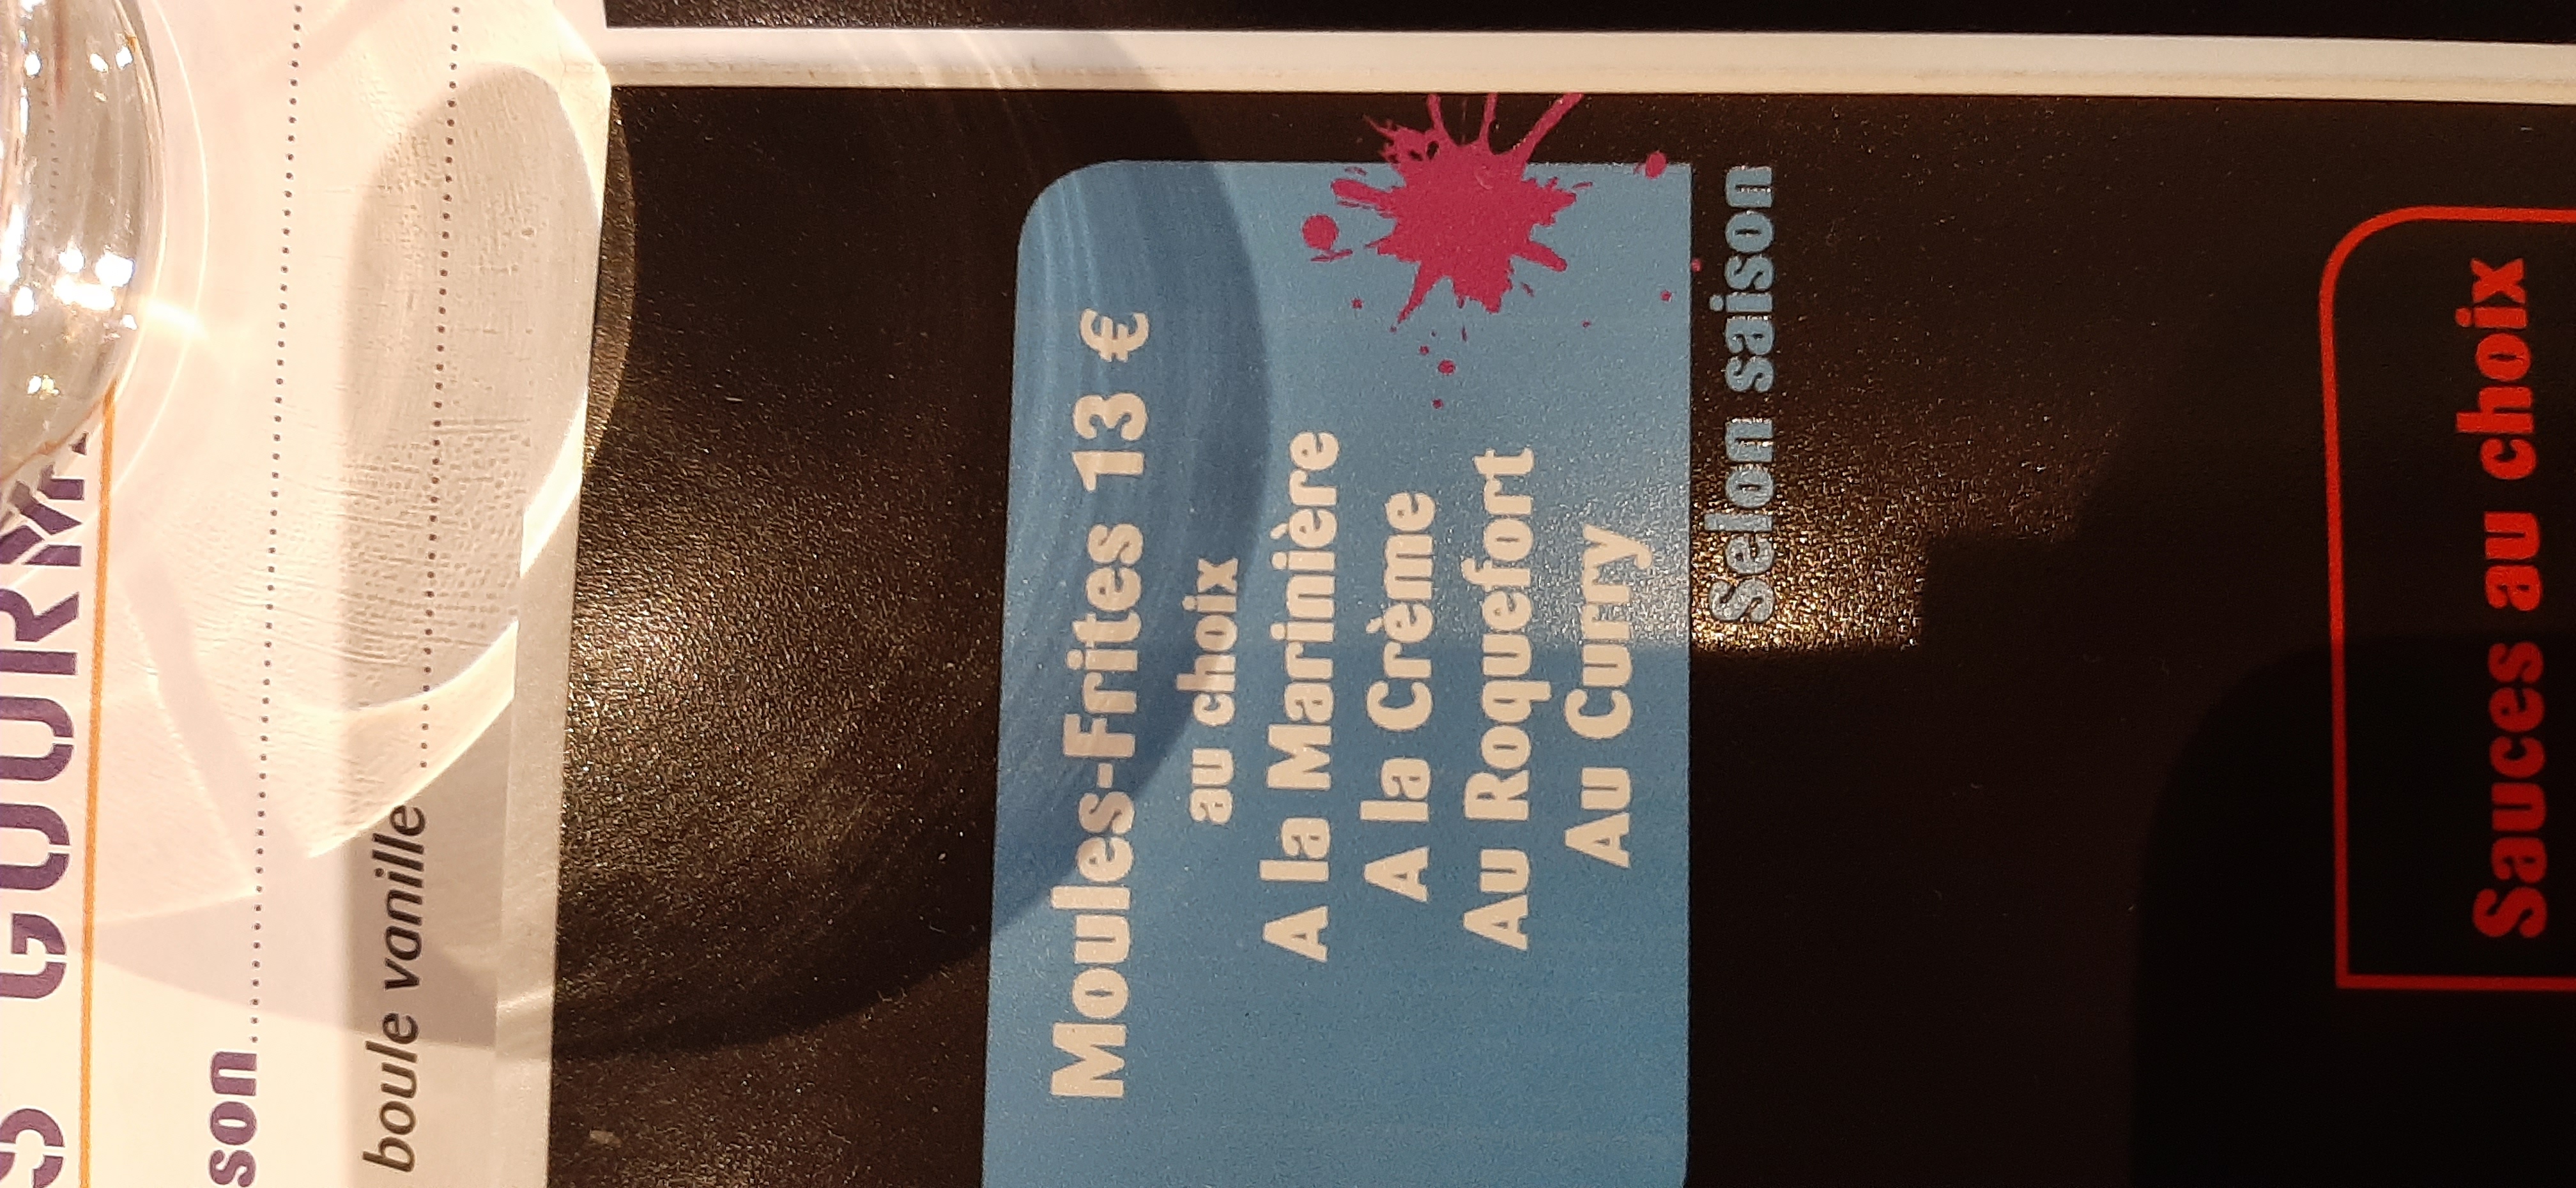 boule vanille
Moules-Frites 13 €
au choix
A la Marinière
A la Crème
Au Roquefort
Au Curry
Selon saison
Sauces au choix